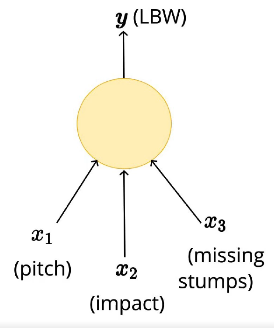 y (LBW)
x₁
(pitch)
x₂
(impact)
x₃
(missing
stumps)